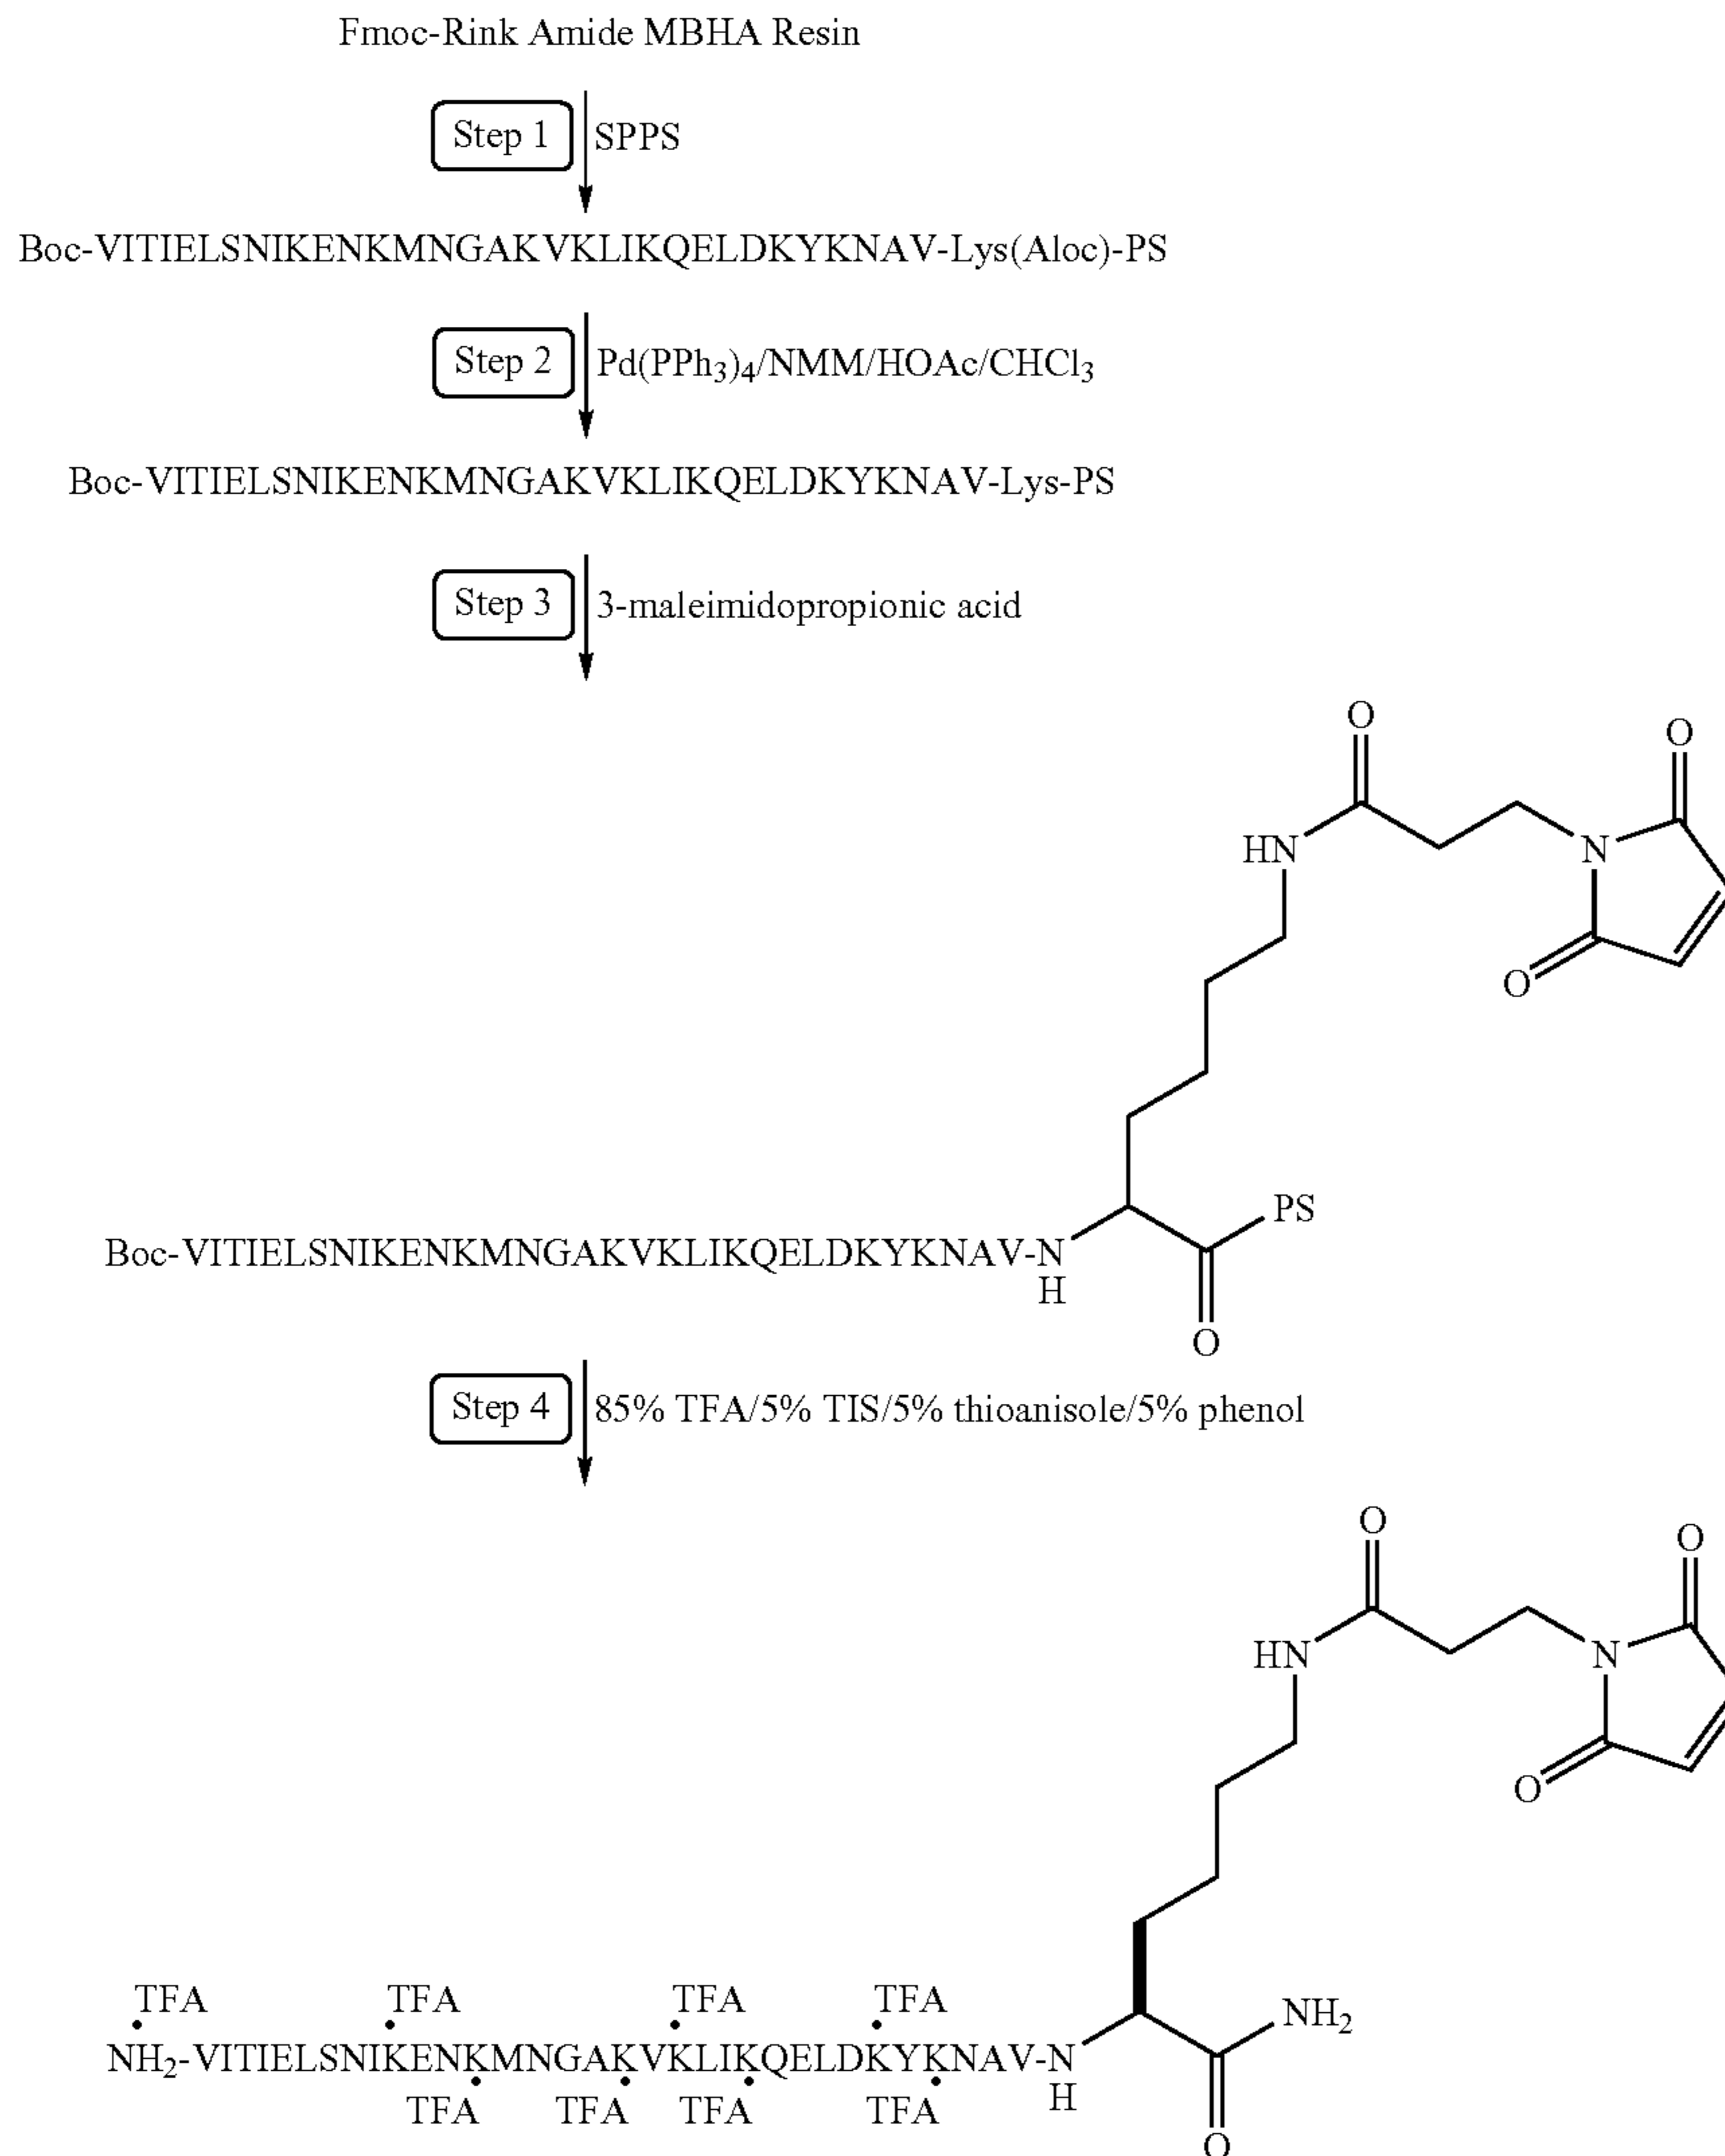 Fmoc-Rink Amide MBHA Resin
Step 1 SPPS
Boc-VITIELSNIKENKMNGAKVKLIKQELDKYKNAV-Lys(Aloc)-PS
Step 2 Pd(PPh3)4/NMM/HOAc/CHCl3
Boc-VITIELSNIKENKMNGAKVKLIKQELDKYKNAV-Lys-PS
Step 3 3-maleimidopropionic acid
O
O
HN
N
O
PS
Boc-VITIELSNIKENKMNGAKVKLIKQELDKYKNAV-N
H
O
Step 4 85% TFA/5% TIS/5% thioanisole/5% phenol
O
O
HN
N
O
TFA TFA TFA TFA
NH2
NH2-VITIELSNIKENKMNGAKVKLIKQELDKYKNAV-N
H
TFA TFA TFA TFA
O